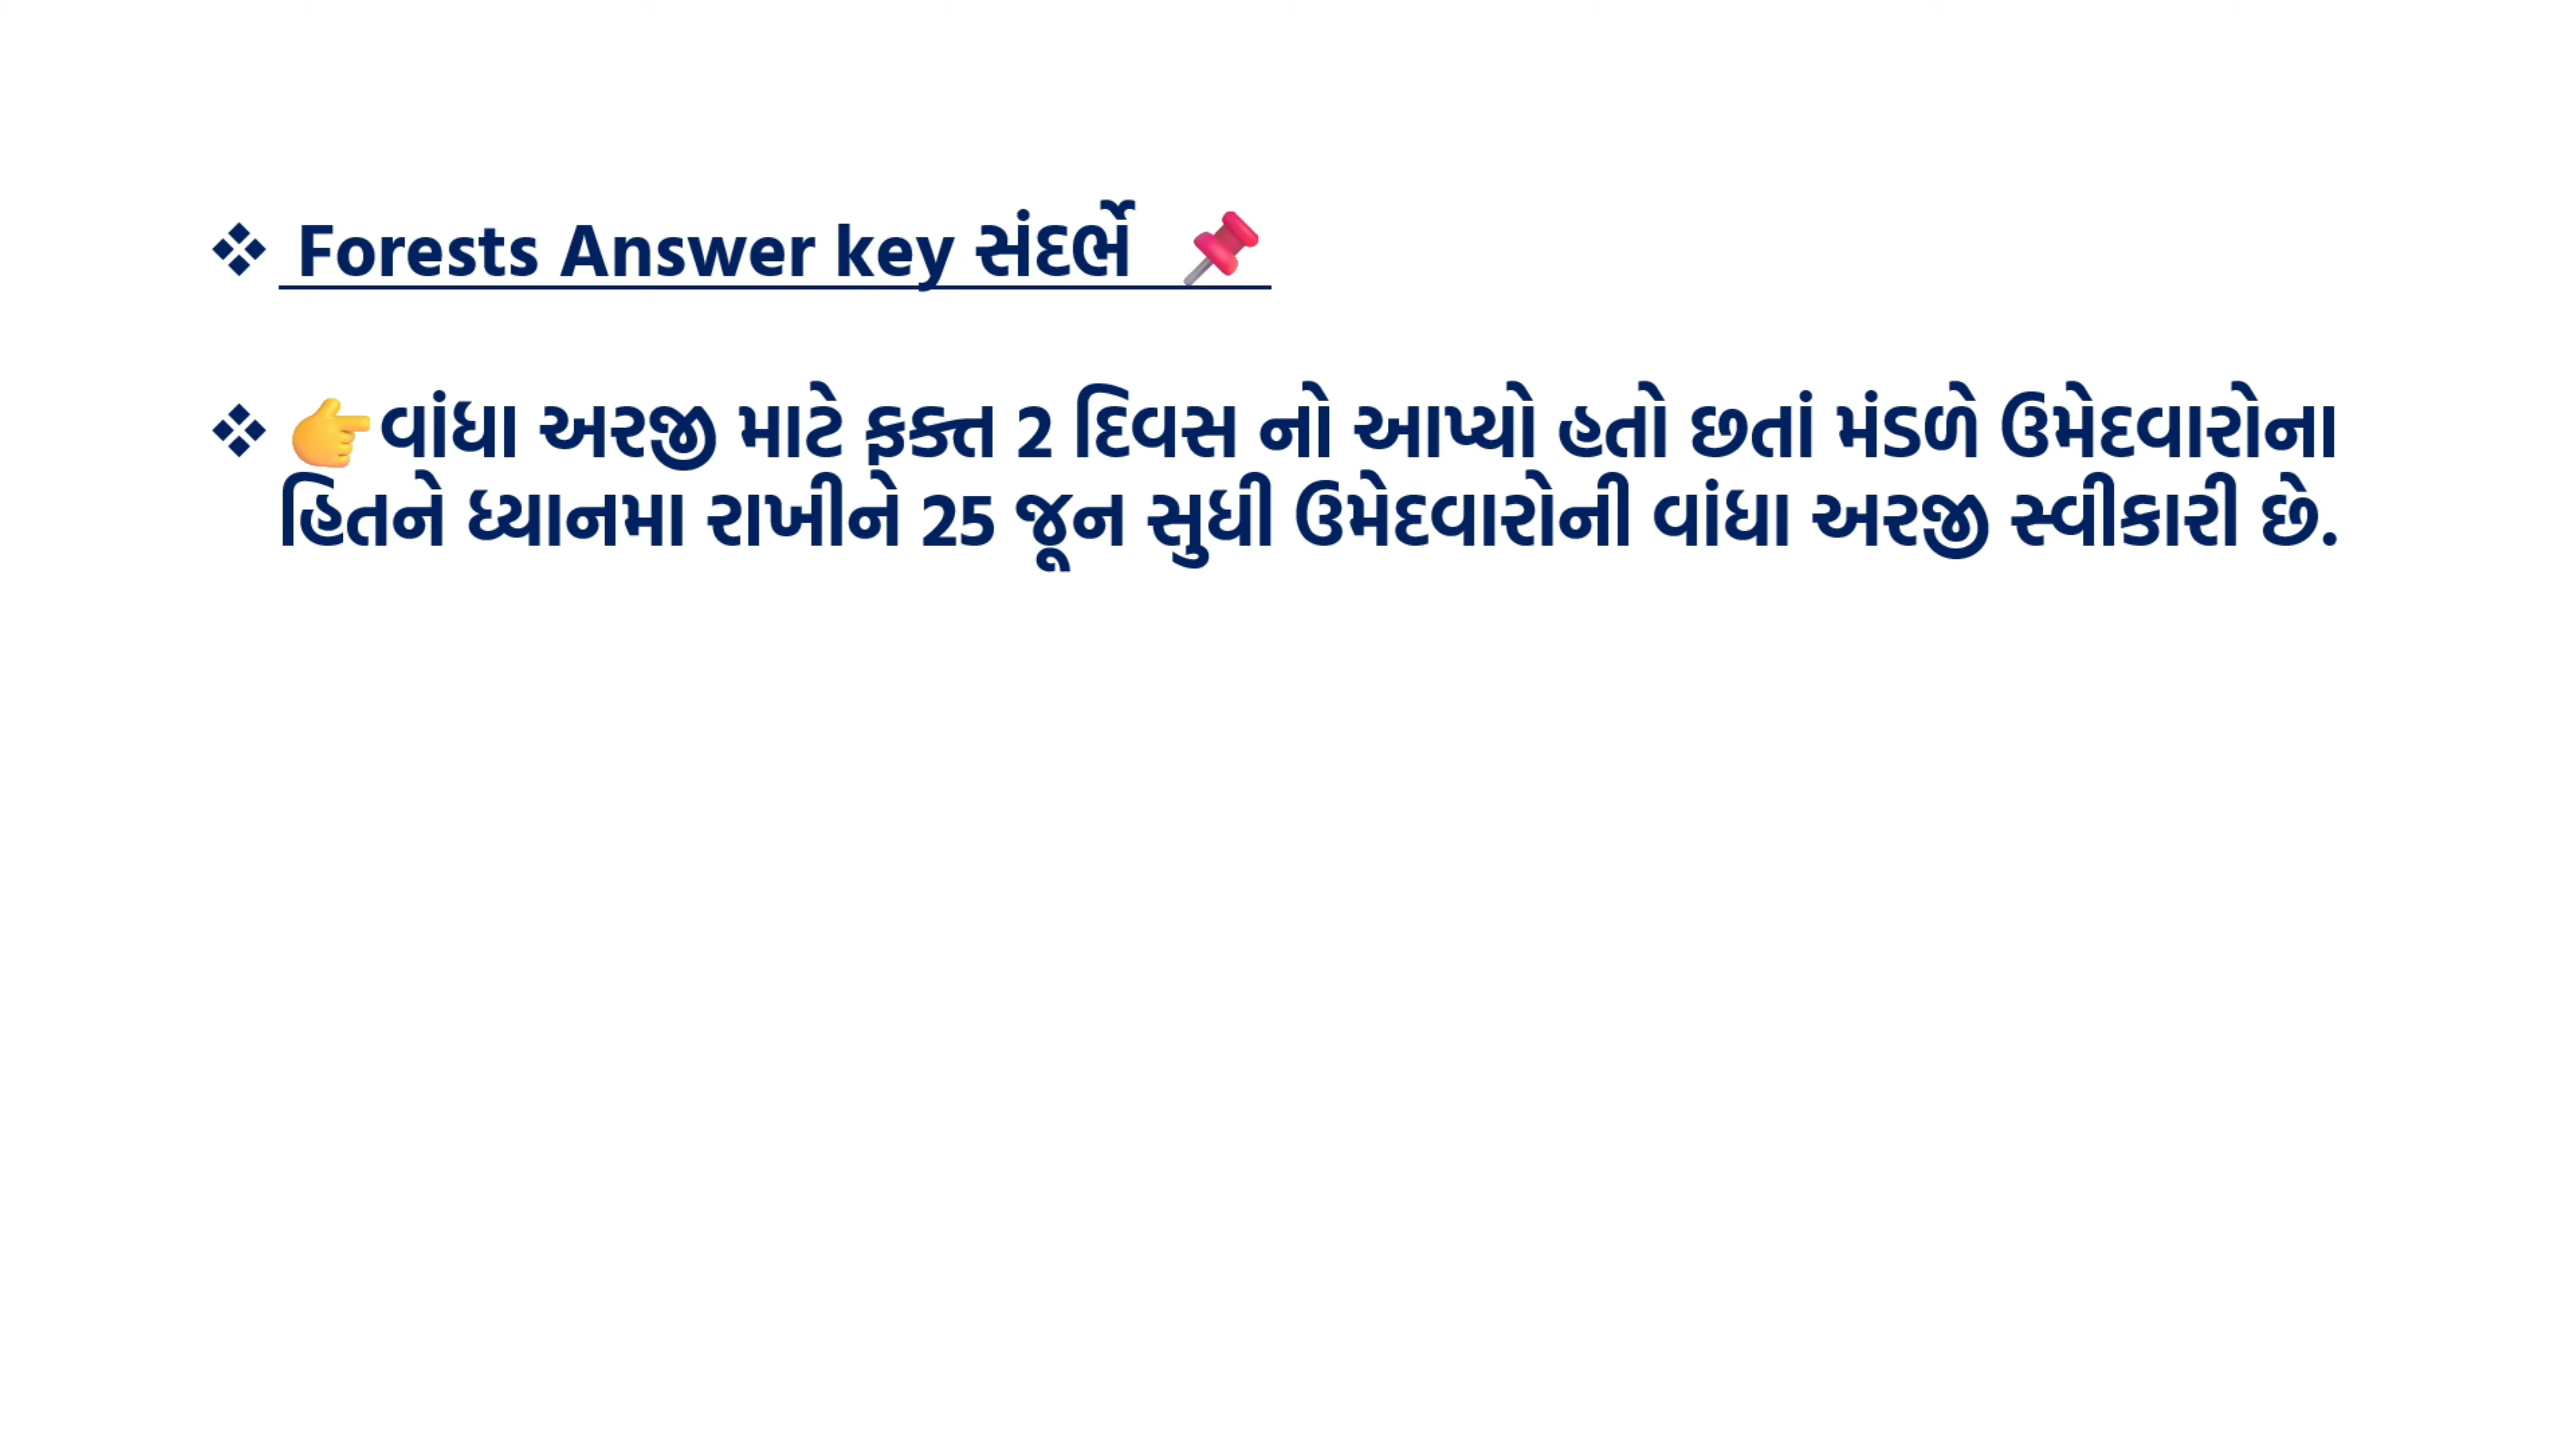 ❖ Forests Answer key સંદર્ભે 📌
❖ 👉વાંધા અરજી માટે ફક્ત 2 દિવસ નો આપ્યો હતો છતાં મંડળે ઉમેદવારોના
હિતને ધ્યાનમા રાખીને 25 જૂન સુધી ઉમેદવારોની વાંધા અરજી સ્વીકારી છે.